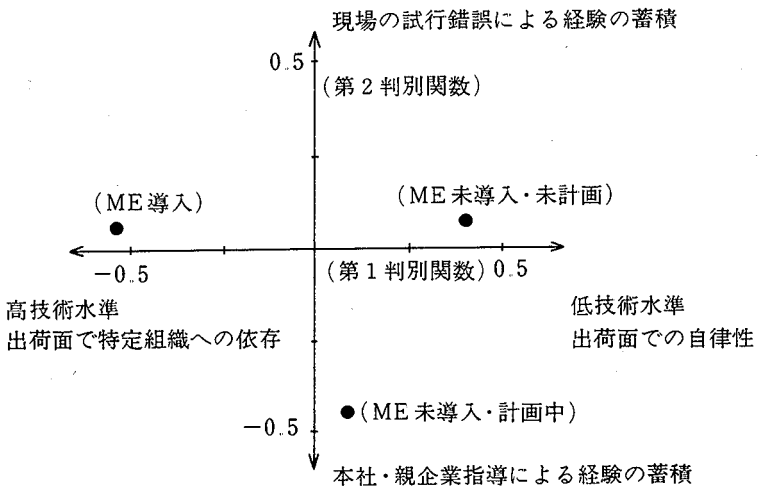 現場の試行錯誤による経験の蓄積
0.5
(第2判別関数)
(ME導入)
(ME未導入・未計画)
-0.5
(第1判別関数)
0.5
高技術水準
出荷面で特定組織への依存
低技術水準
出荷面での自律性
(ME未導入・計画中)
-0.5
本社・親企業指導による経験の蓄積